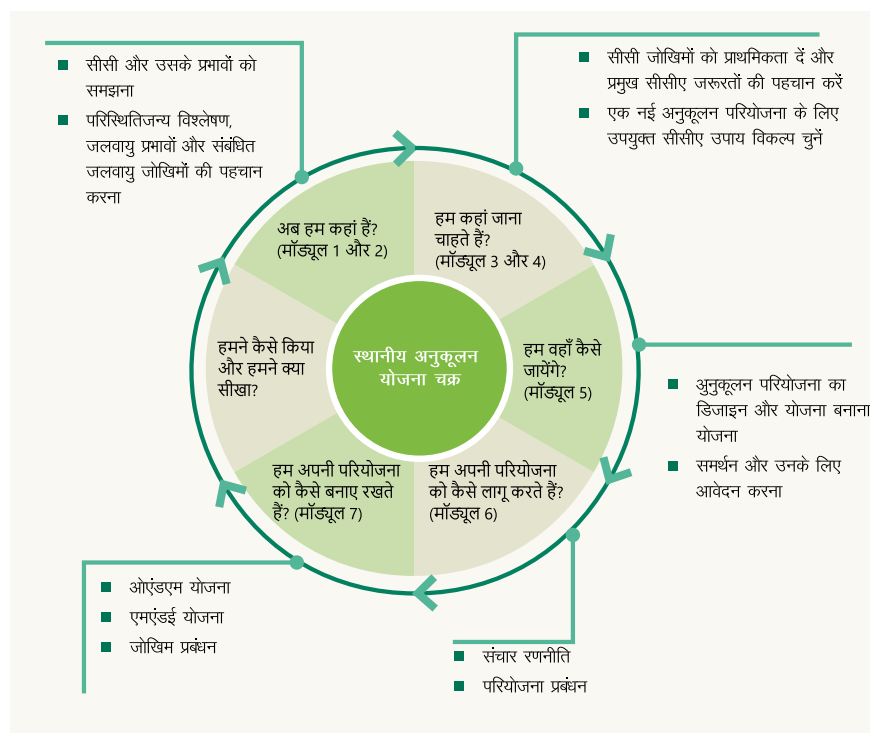 सीसी और उसके प्रभावों को
समझना
परिस्थितिजन्य विश्लेषण,
जलवायु प्रभावों और संबंधित
जलवायु जोखिमों की पहचान
करना
सीसी जोखिमों को प्राथमिकता दें और
प्रमुख सीसीए जरूरतों की पहचान करें
एक नई अनुकूलन परियोजना के लिए
उपयुक्त सीसीए उपाय विकल्प चुनें
अब हम कहां हैं?
(मॉड्यूल 1 और 2)
हम कहां जाना
चाहते हैं?
(मॉड्यूल 3 और 4)
हमने कैसे किया
और हमने क्या
सीखा?
स्थानीय अनुकूलन
योजना चक्र
हम वहाँ कैसे
जायेंगे?
(मॉड्यूल 5)
अुनुकूलन परियोजना का
डिजाइन और योजना बनाना
योजना
समर्थन और उनके लिए
आवेदन करना
हम अपनी परियोजना
को कैसे बनाए रखते
हैं? (मॉड्यूल 7)
हम अपनी परियोजना
को कैसे लागू करते हैं?
(मॉड्यूल 6)
ओएंडएम योजना
एमएंडई योजना
जोखिम प्रबंधन
संचार रणनीति
परियोजना प्रबंधन